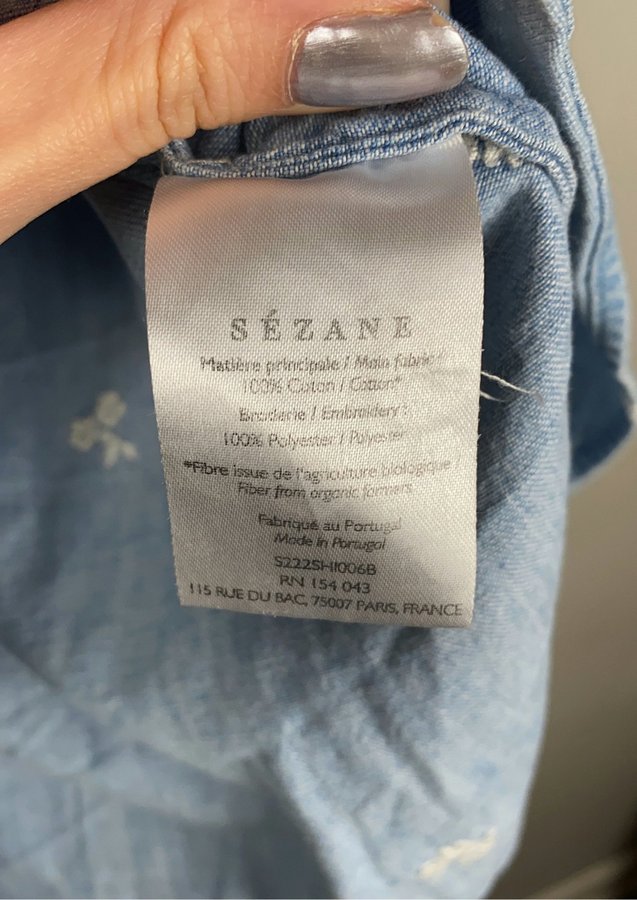 SÉZANE
Matière principale / Main fabric :
100% Coton / Cotton*
Broderie / Embroidery :
100% Polyester / Polyester
*Fibre issue de l'agriculture biologique /
Fiber from organic farmers
Fabriqué au Portugal
Made in Portugal
S222SHI006B
RN 154 043
115 RUE DU BAC, 75007 PARIS, FRANCE